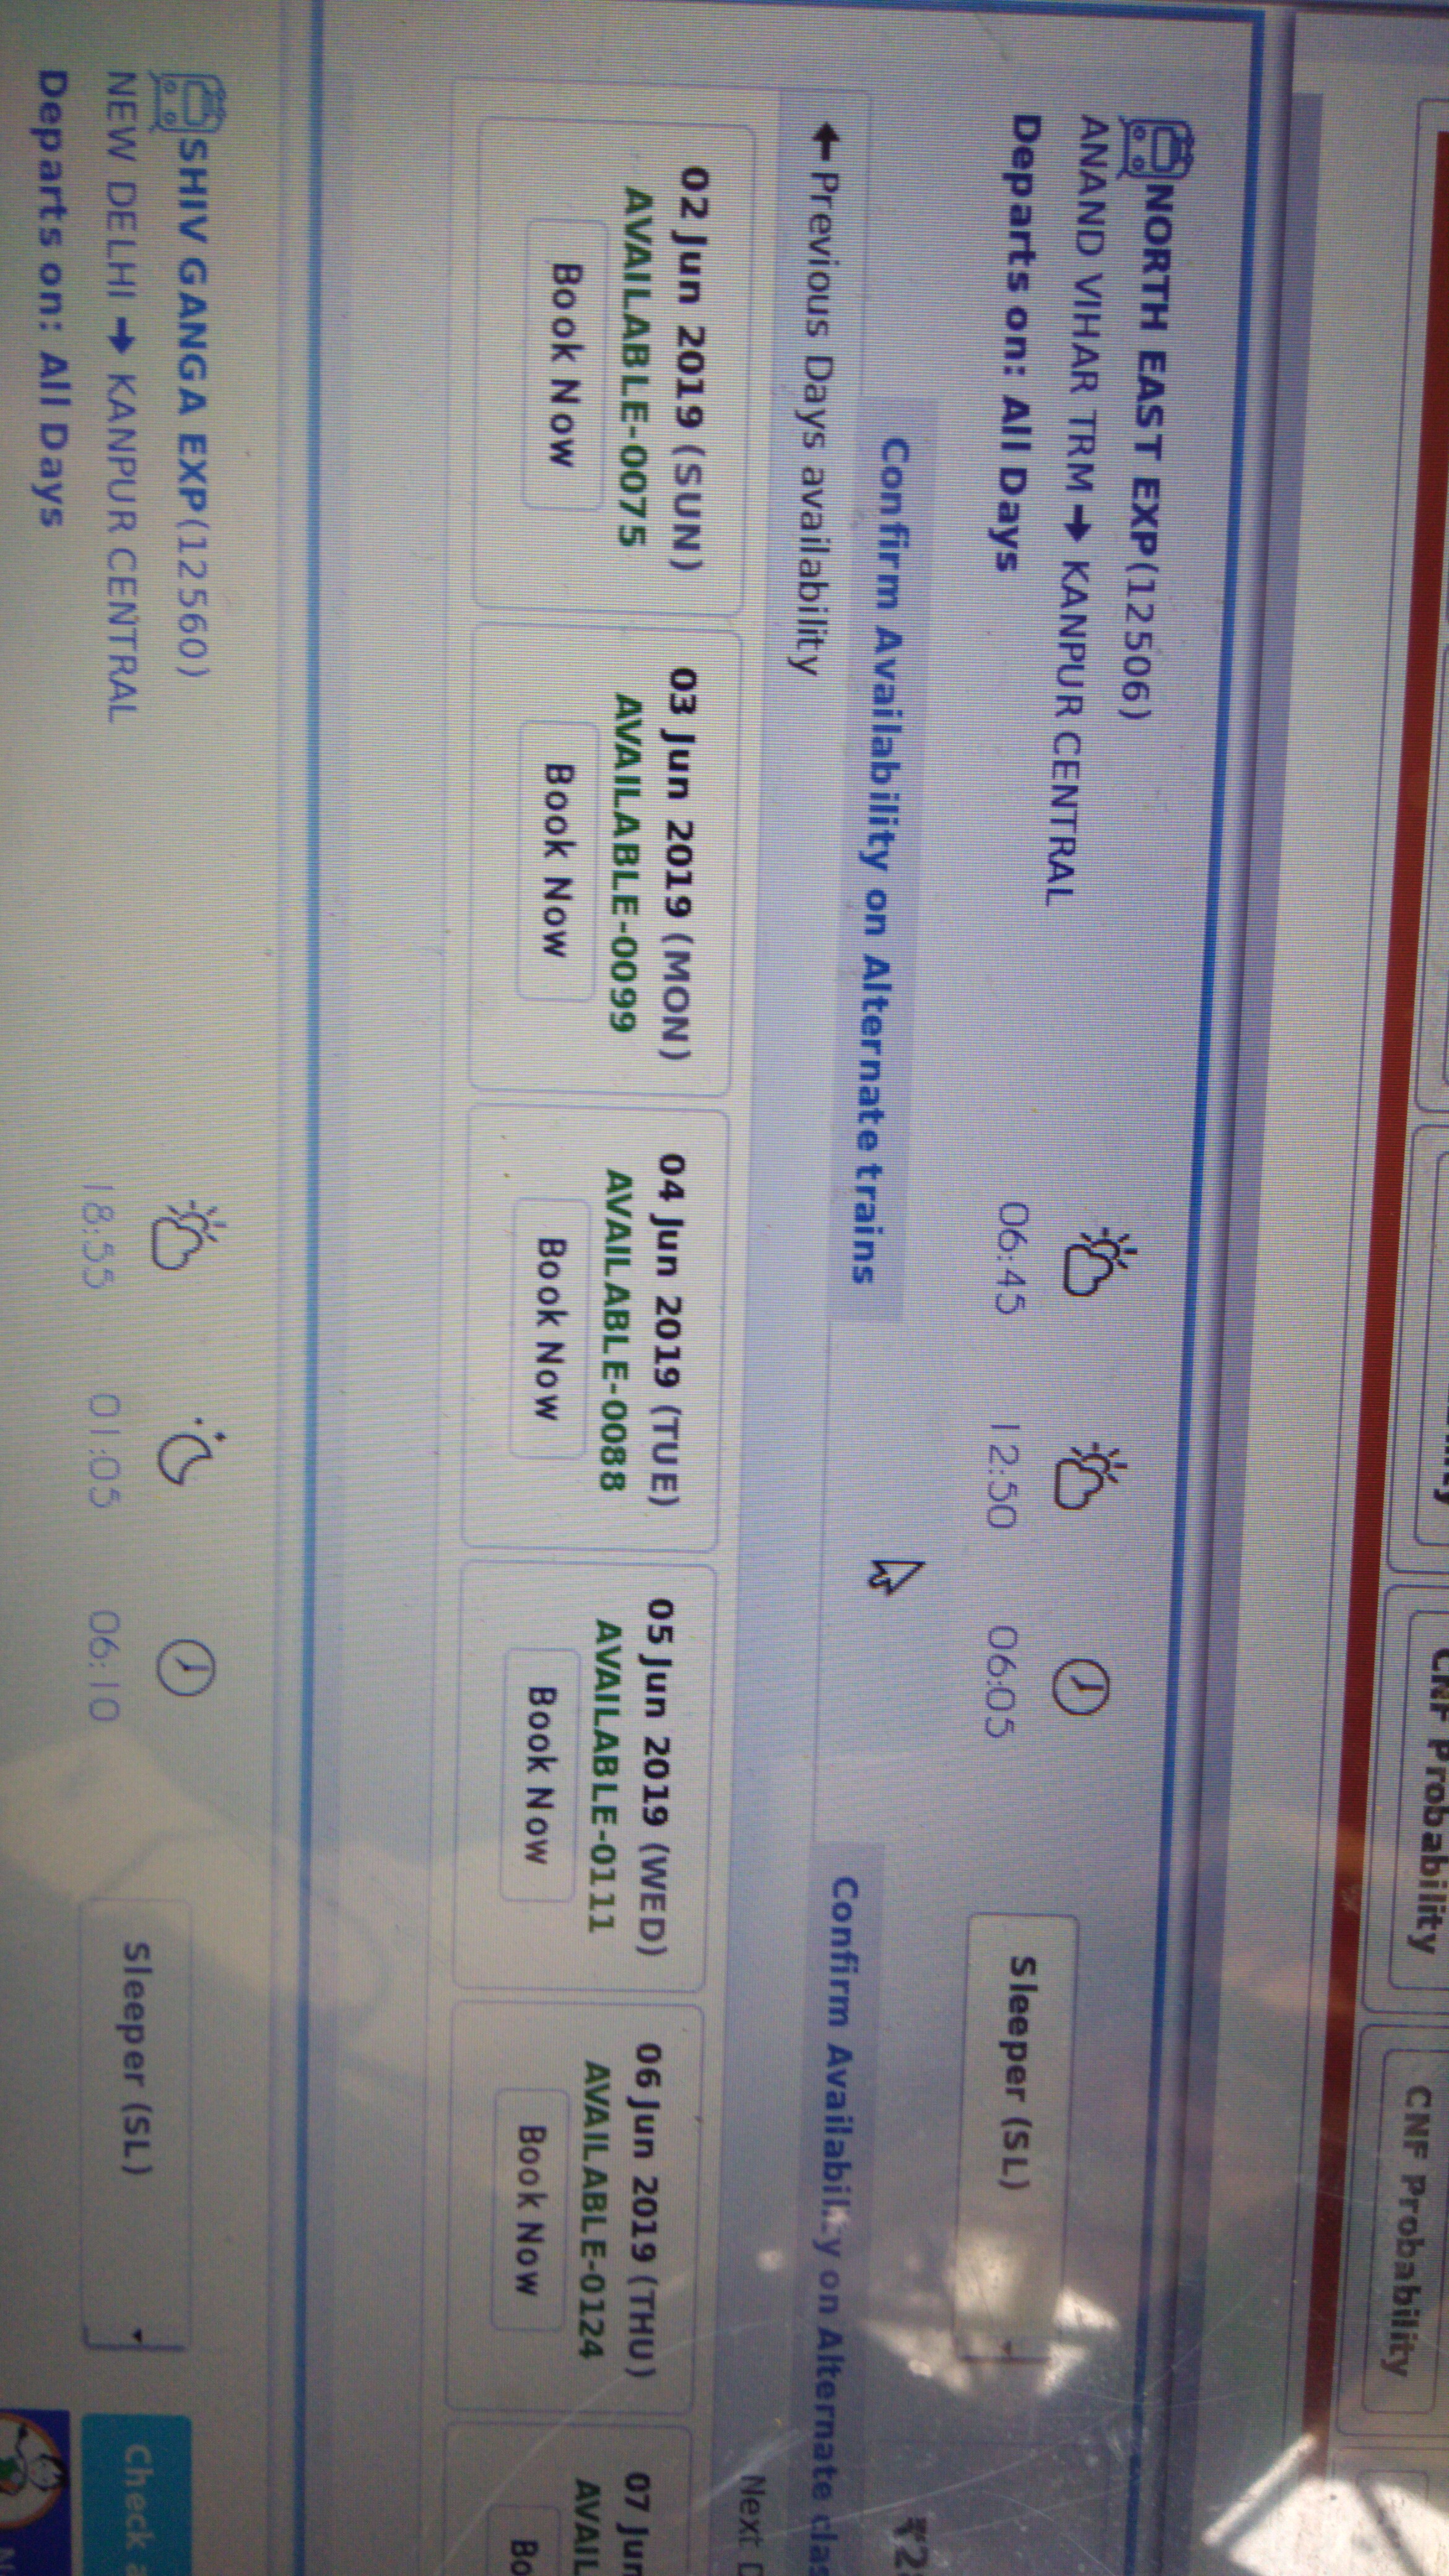 CNF Probability
CNF Probability
NORTH EAST EXP(12506)
ANAND VIHAR TRM → KANPUR CENTRAL
Departs on: All Days
06:45 12:50 06:05
Sleeper (SL)
Confirm Availability on Alternate trains
Confirm Availability on Alternate clas
← Previous Days availability
Next D
02 Jun 2019 (SUN)
AVAILABLE-0075
Book Now
03 Jun 2019 (MON)
AVAILABLE-0099
Book Now
04 Jun 2019 (TUE)
AVAILABLE-0088
Book Now
05 Jun 2019 (WED)
AVAILABLE-0111
Book Now
06 Jun 2019 (THU)
AVAILABLE-0124
Book Now
07 Jun
AVAIL
Bo
SHIV GANGA EXP(12560)
NEW DELHI → KANPUR CENTRAL
Departs on: All Days
18:55 01:05 06:10
Sleeper (SL)
Check a